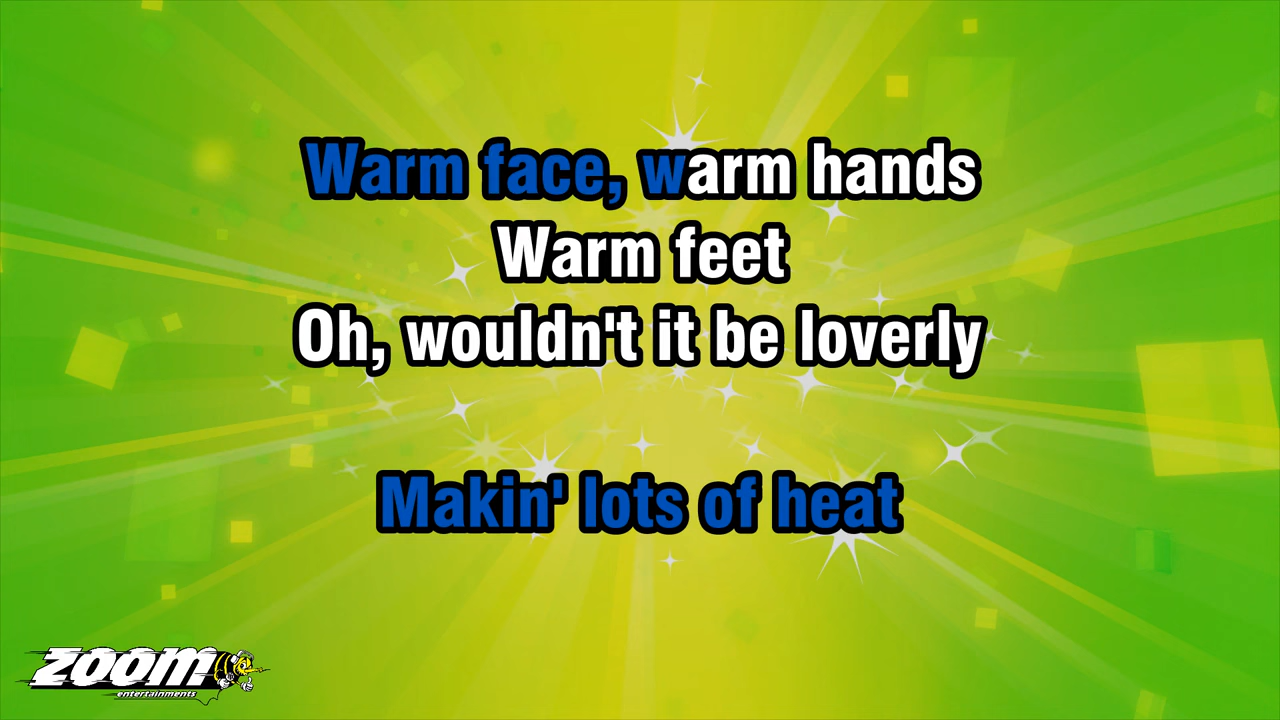 Warm face, warm hands
Warm feet
Oh, wouldn't it be loverly
Makin' lots of heat
zoom
entertainments